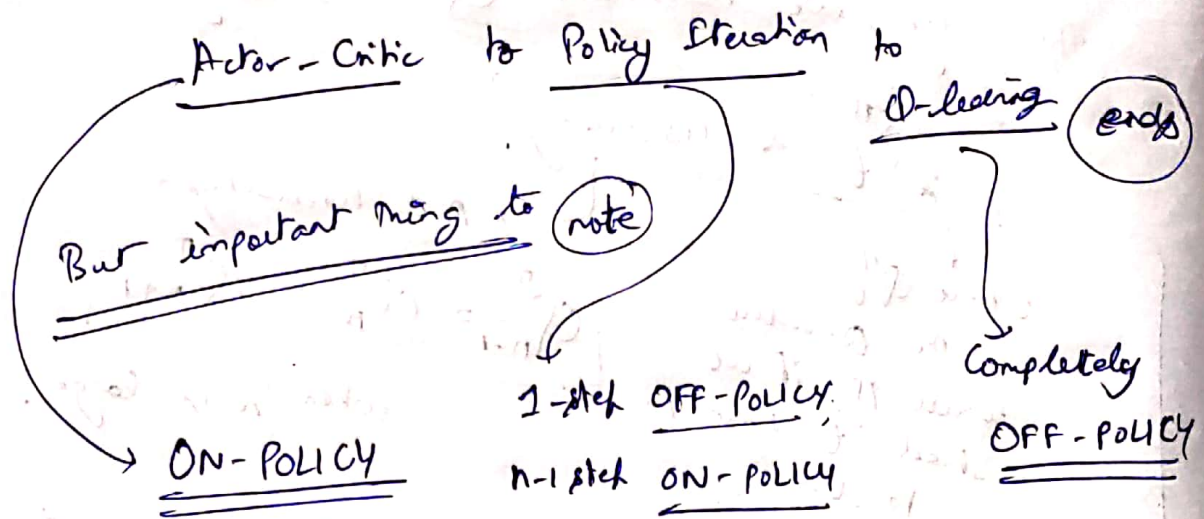 Actor-Critic to Policy Iteration to
Q-learing ends
But important thing to note
1-step OFF-POLICY.
n-1 step ON-POLICY
ON-POLICY
Completely
OFF-POLICY